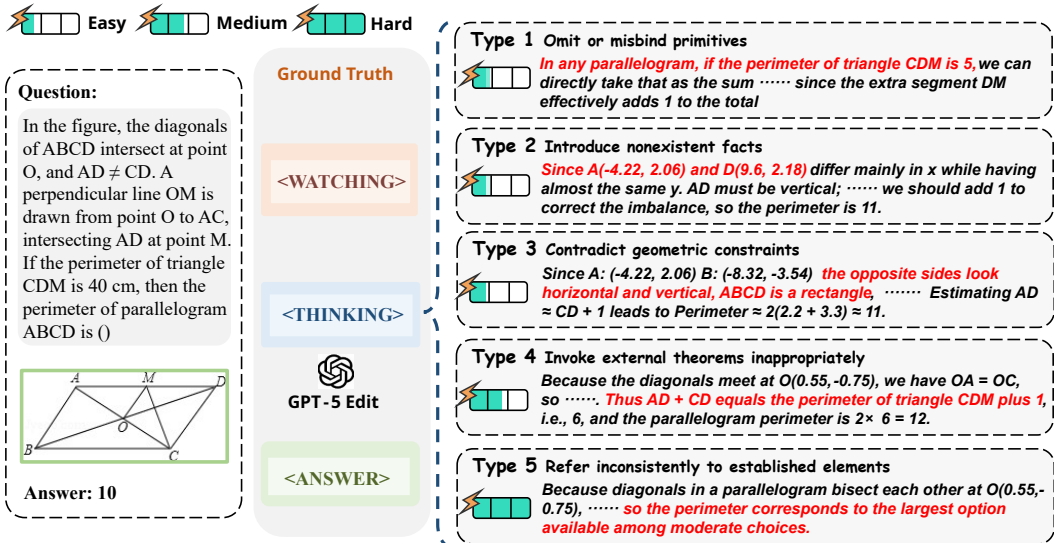 Easy
Medium
Hard
Question:
In the figure, the diagonals
of ABCD intersect at point
O, and AD ≠ CD. A
perpendicular line OM is
drawn from point O to AC,
intersecting AD at point M.
If the perimeter of triangle
CDM is 40 cm, then the
perimeter of parallelogram
ABCD is ()
A
M
D
O
B
C
Answer: 10
Ground Truth
<WATCHING>
<THINKING>
GPT-5 Edit
<ANSWER>
Type 1 Omit or misbind primitives
In any parallelogram, if the perimeter of triangle CDM is 5, we can
directly take that as the sum ······ since the extra segment DM
effectively adds 1 to the total
Type 2 Introduce nonexistent facts
Since A(-4.22, 2.06) and D(9.6, 2.18) differ mainly in x while having
almost the same y. AD must be vertical; ······ we should add 1 to
correct the imbalance, so the perimeter is 11.
Type 3 Contradict geometric constraints
Since A: (-4.22, 2.06) B: (-8.32, -3.54) the opposite sides look
horizontal and vertical, ABCD is a rectangle, ······· Estimating AD
≈ CD + 1 leads to Perimeter ≈ 2(2.2 + 3.3) ≈ 11.
Type 4 Invoke external theorems inappropriately
Because the diagonals meet at O(0.55,-0.75), we have OA = OC,
so ······. Thus AD + CD equals the perimeter of triangle CDM plus 1,
i.e., 6, and the parallelogram perimeter is 2× 6 = 12.
Type 5 Refer inconsistently to established elements
Because diagonals in a parallelogram bisect each other at O(0.55,-
0.75), ······ so the perimeter corresponds to the largest option
available among moderate choices.